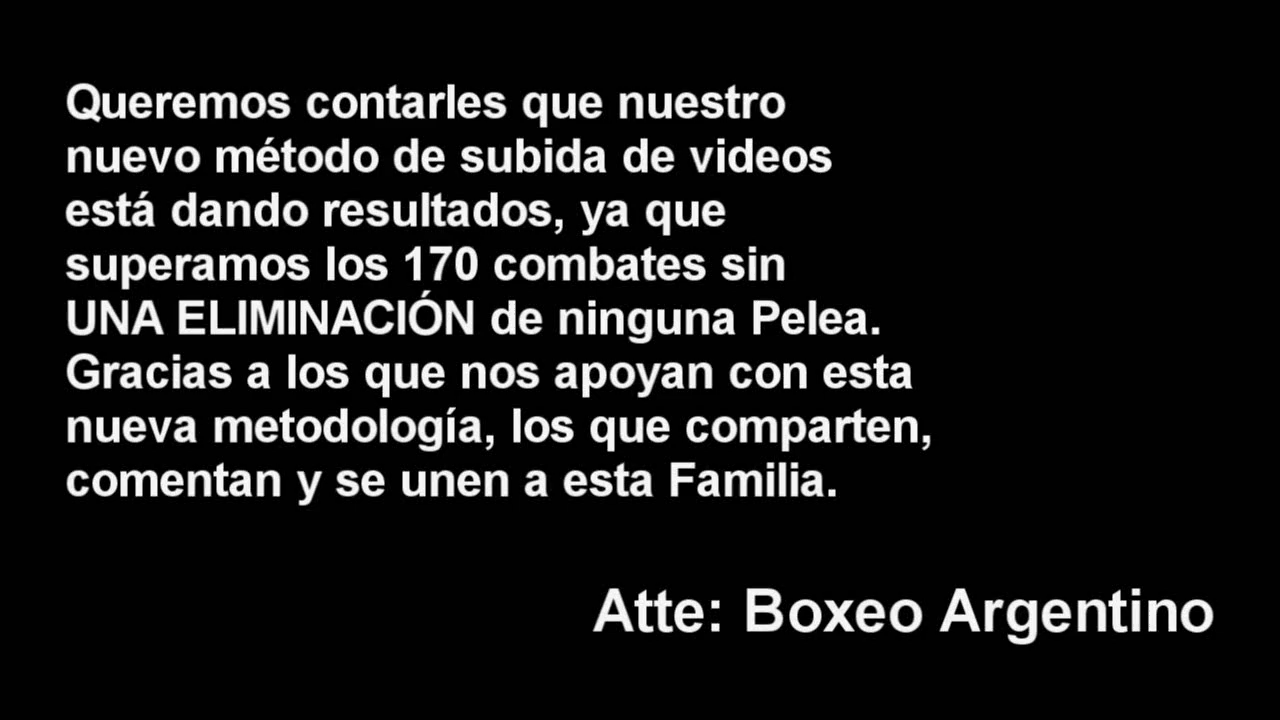 Queremos contarles que nuestro
nuevo método de subida de videos
está dando resultados, ya que
superamos los 170 combates sin
UNA ELIMINACIÓN de ninguna Pelea.
Gracias a los que nos apoyan con esta
nueva metodología, los que comparten,
comentan y se unen a esta Familia.
Atte: Boxeo Argentino